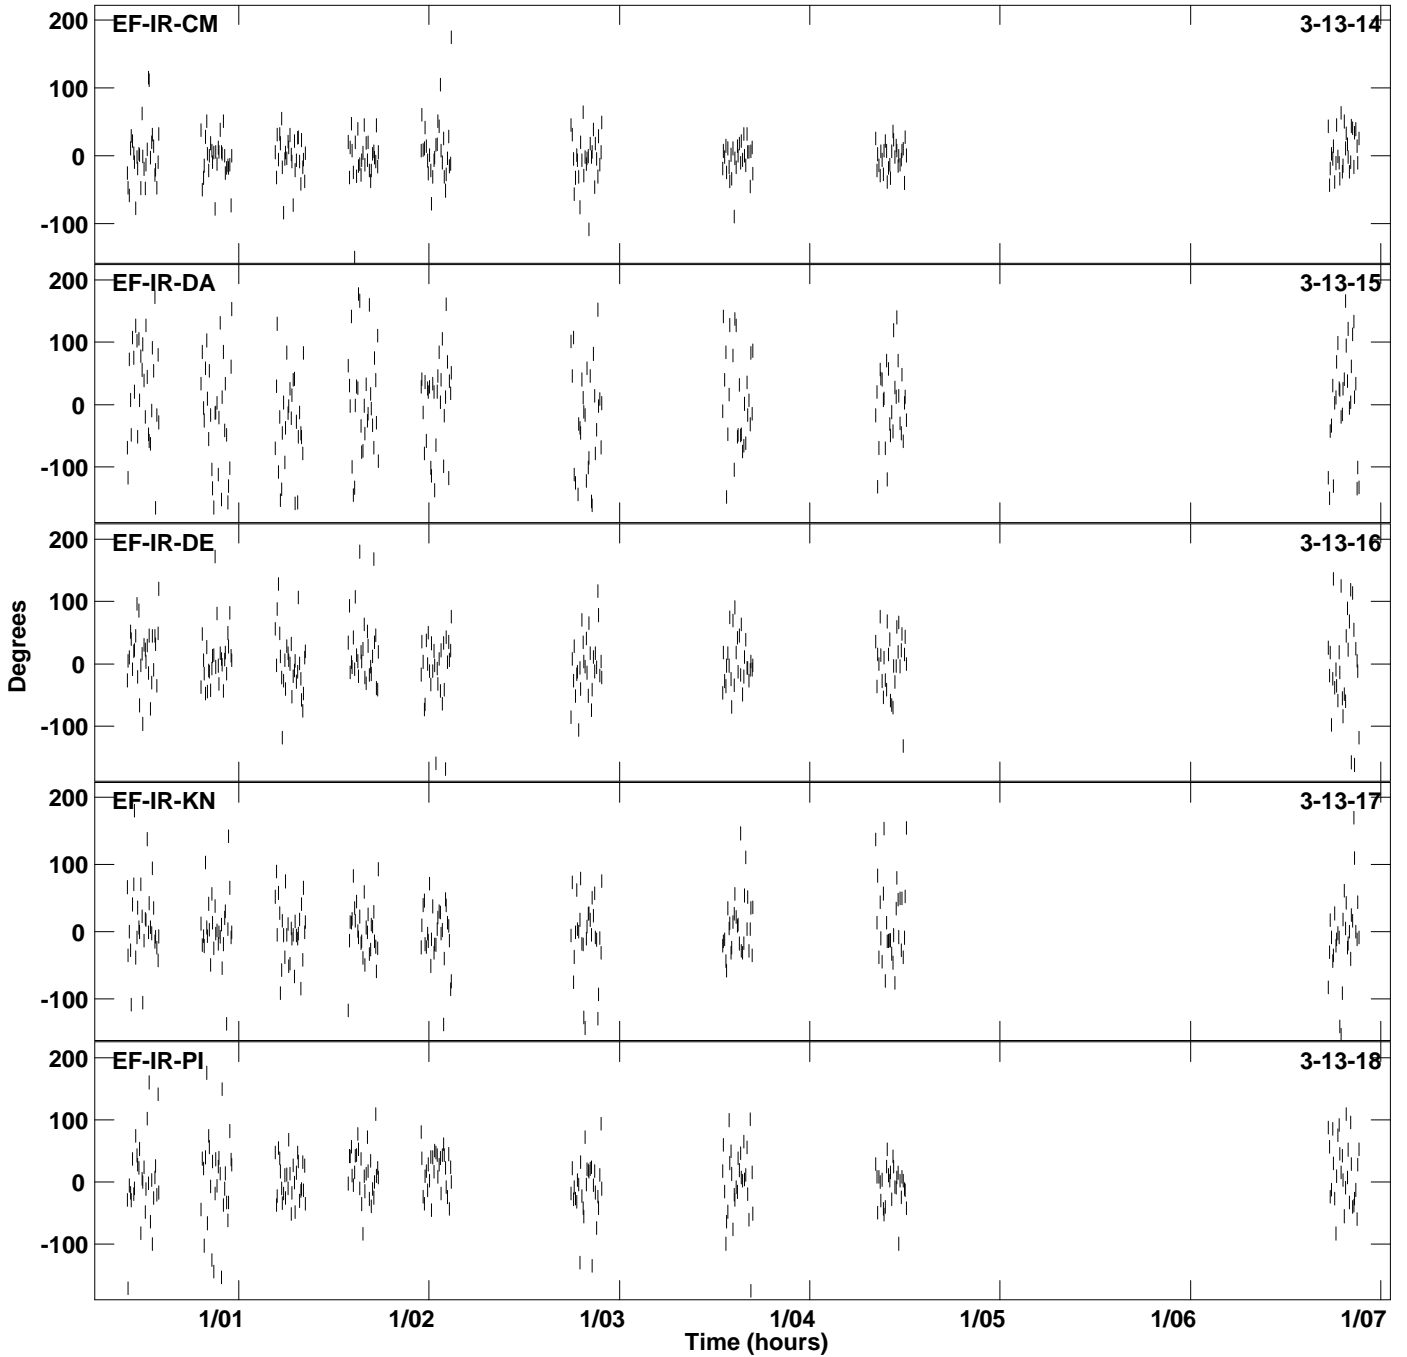 200 EF-IR-CM 3-13-14
100
0
-100
200 EF-IR-DA 3-13-15
100
0
-100
200 EF-IR-DE 3-13-16
100
0
-100
Degrees
200 EF-IR-KN 3-13-17
100
0
-100
200 EF-IR-PI 3-13-18
100
0
-100
1/01 1/02 1/03 1/04 1/05 1/06 1/07
Time (hours)